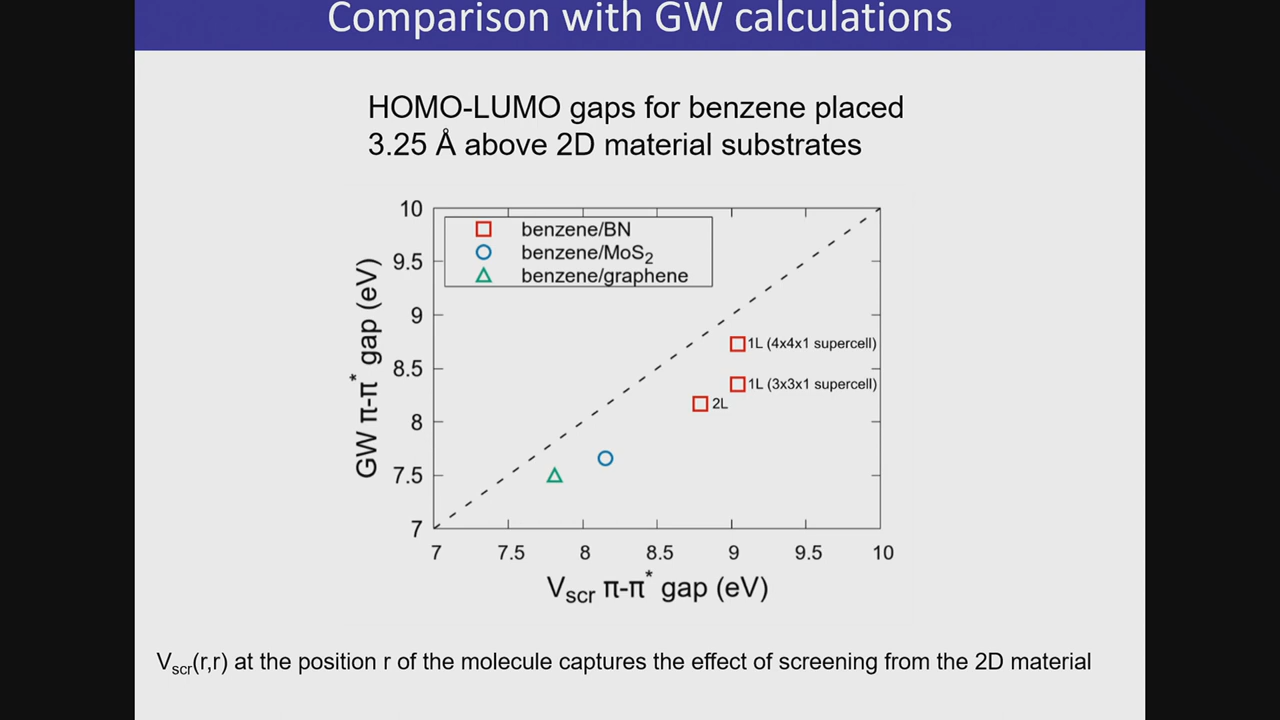 Comparison with GW calculations
HOMO-LUMO gaps for benzene placed
3.25 Å above 2D material substrates
benzene/BN
benzene/MoS₂
benzene/graphene
10
9.5
9
8.5
8
7.5
7
GW π-π* gap (eV)
1L (4x4x1 supercell)
1L (3x3x1 supercell)
2L
7 7.5 8 8.5 9 9.5 10
Vscr π-π* gap (eV)
Vscr(r,r) at the position r of the molecule captures the effect of screening from the 2D material